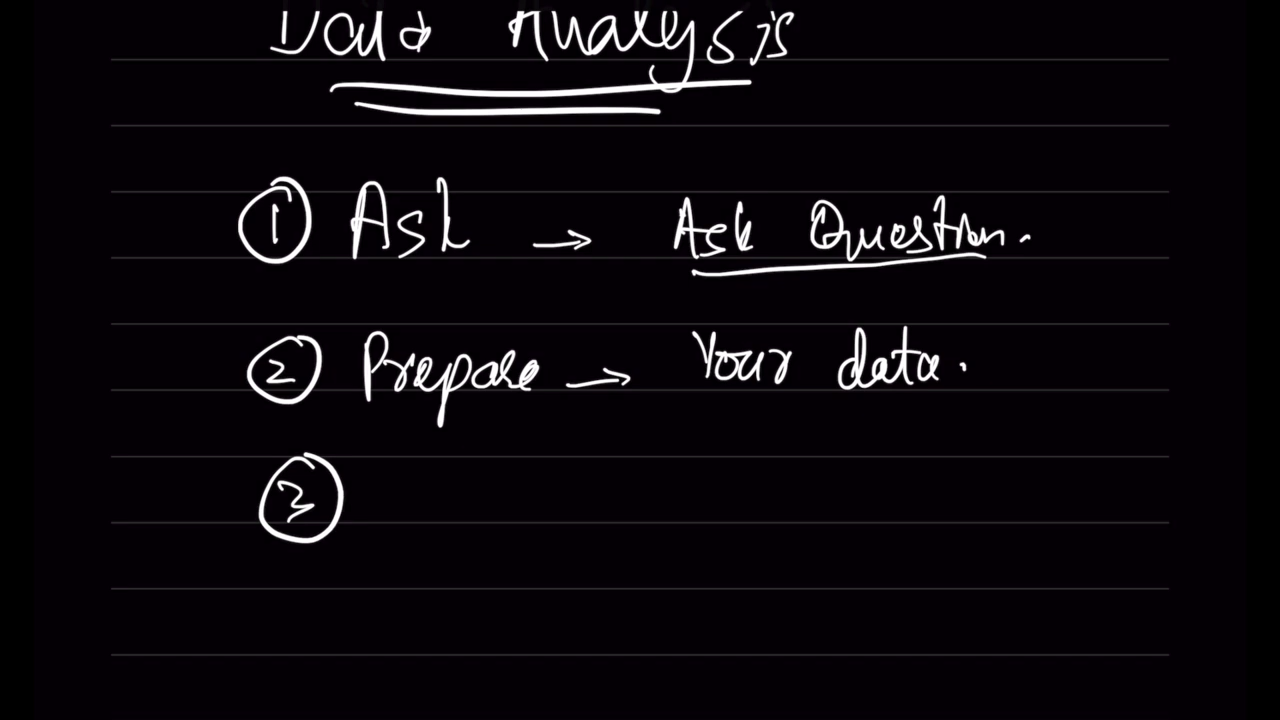 Data Analysis
① Ask → Ask Question.
② Prepare → Your data.
③